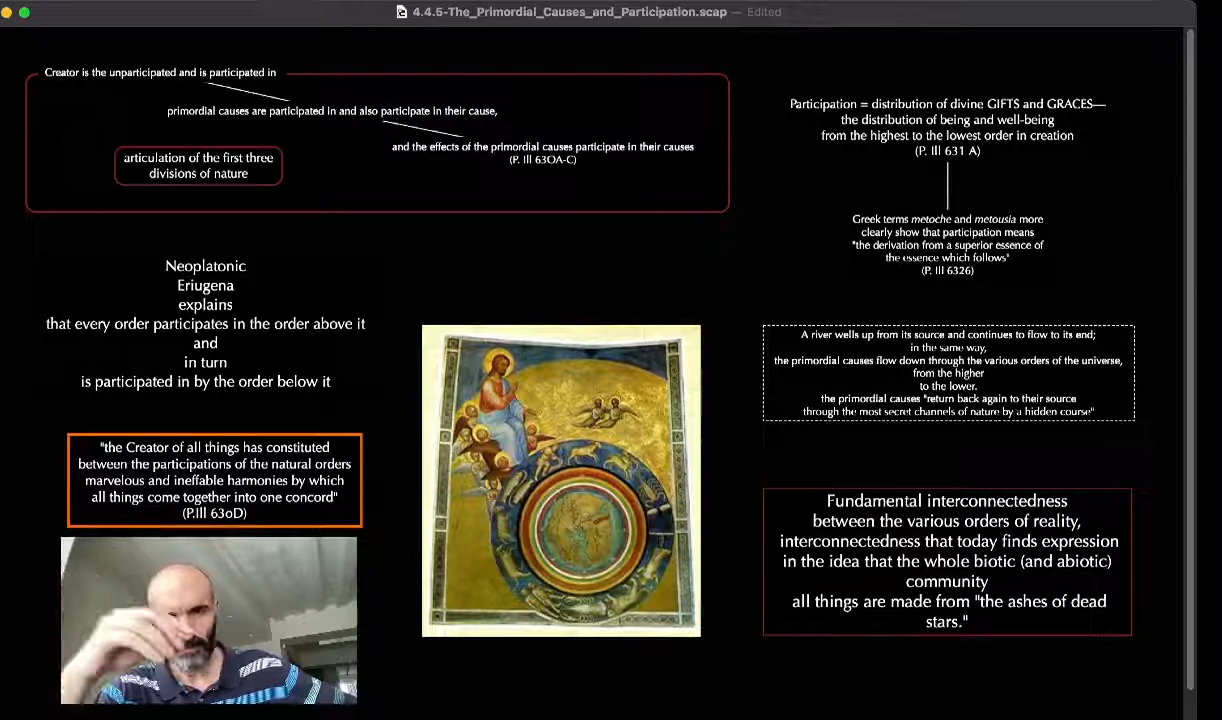 4.4.5-The_Primordial_Causes_and_Participation.scap — Edited
Creator is the unparticipated and is participated in
primordial causes are participated in and also participate in their cause,
and the effects of the primordial causes participate in their causes
(P. Ill 63OA-C)
articulation of the first three
divisions of nature
Participation = distribution of divine GIFTS and GRACES—
the distribution of being and well-being
from the highest to the lowest order in creation
(P. Ill 631 A)
Greek terms metoche and metousia more
clearly show that participation means
"the derivation from a superior essence of
the essence which follows"
(P. Ill 6326)
Neoplatonic
Eriugena
explains
that every order participates in the order above it
and
in turn
is participated in by the order below it
A river wells up from its source and continues to flow to its end;
in the same way,
the primordial causes flow down through the various orders of the universe,
from the higher
to the lower.
the primordial causes "return back again to their source
through the most secret channels of nature by a hidden course"
"the Creator of all things has constituted
between the participations of the natural orders
marvelous and ineffable harmonies by which
all things come together into one concord"
(P.Ill 63oD)
Fundamental interconnectedness
between the various orders of reality,
interconnectedness that today finds expression
in the idea that the whole biotic (and abiotic)
community
all things are made from "the ashes of dead
stars."